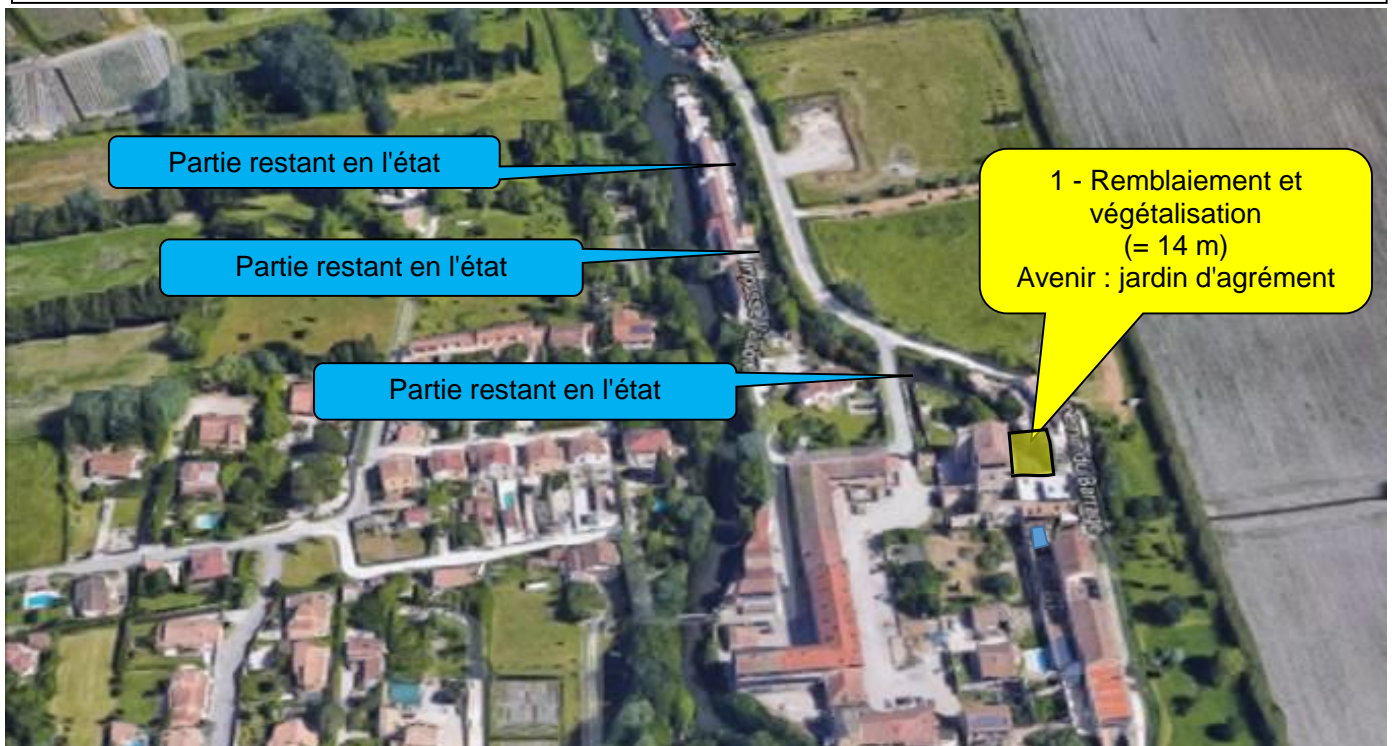 Partie restant en l'état
1 - Remblaiement et
végétalisation
(= 14 m)
Avenir : jardin d'agrément
Partie restant en l'état
Partie restant en l'état